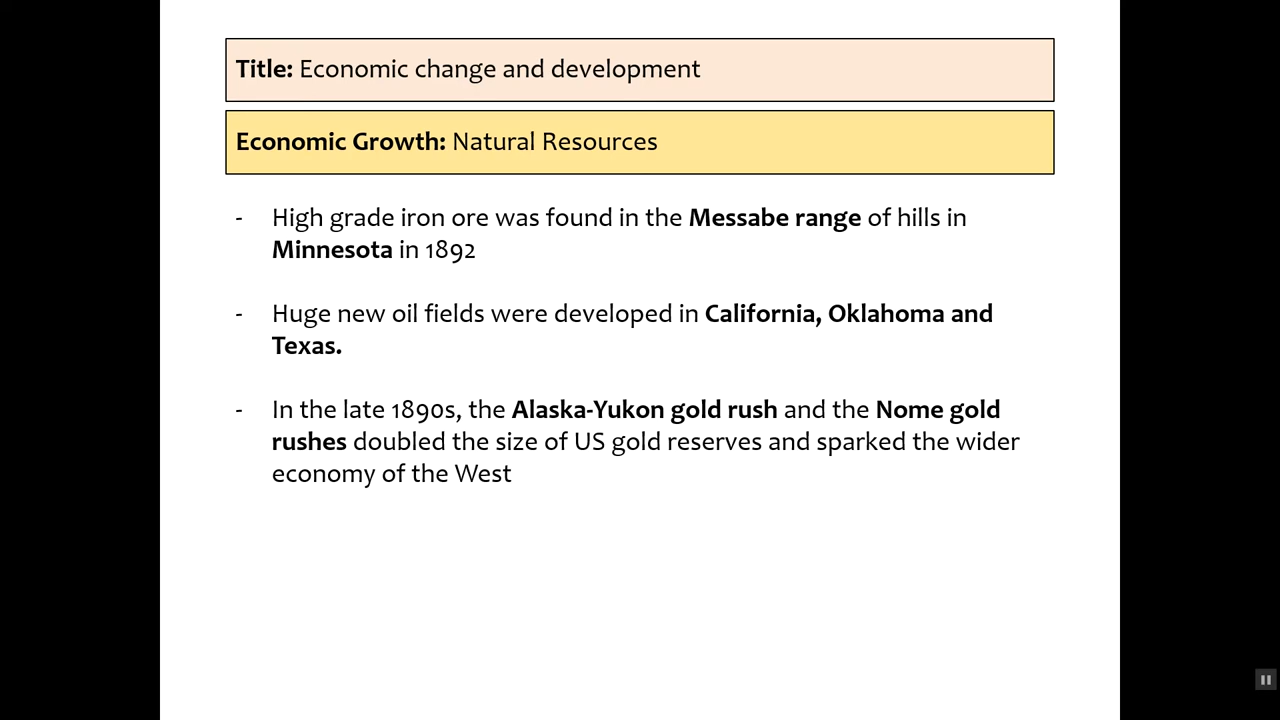 Title: Economic change and development
Economic Growth: Natural Resources
- High grade iron ore was found in the Messabe range of hills in
Minnesota in 1892
- Huge new oil fields were developed in California, Oklahoma and
Texas.
- In the late 1890s, the Alaska-Yukon gold rush and the Nome gold
rushes doubled the size of US gold reserves and sparked the wider
economy of the West